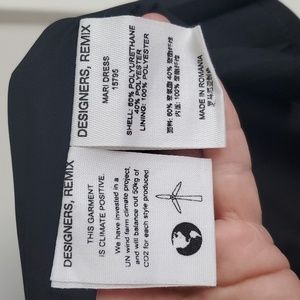 DESIGNERS, REMIX
MARI DRESS
15795
SHELL: 60% POLYURETHANE
40% POLYESTER
LINING: 100% POLYESTER
MADE IN ROMANIA
DESIGNERS, REMIX
THIS GARMENT
IS CLIMATE POSITIVE.
We have invested in a
UN wind farm climate project,
and will balance out 50kg of
CO2 for each style produced